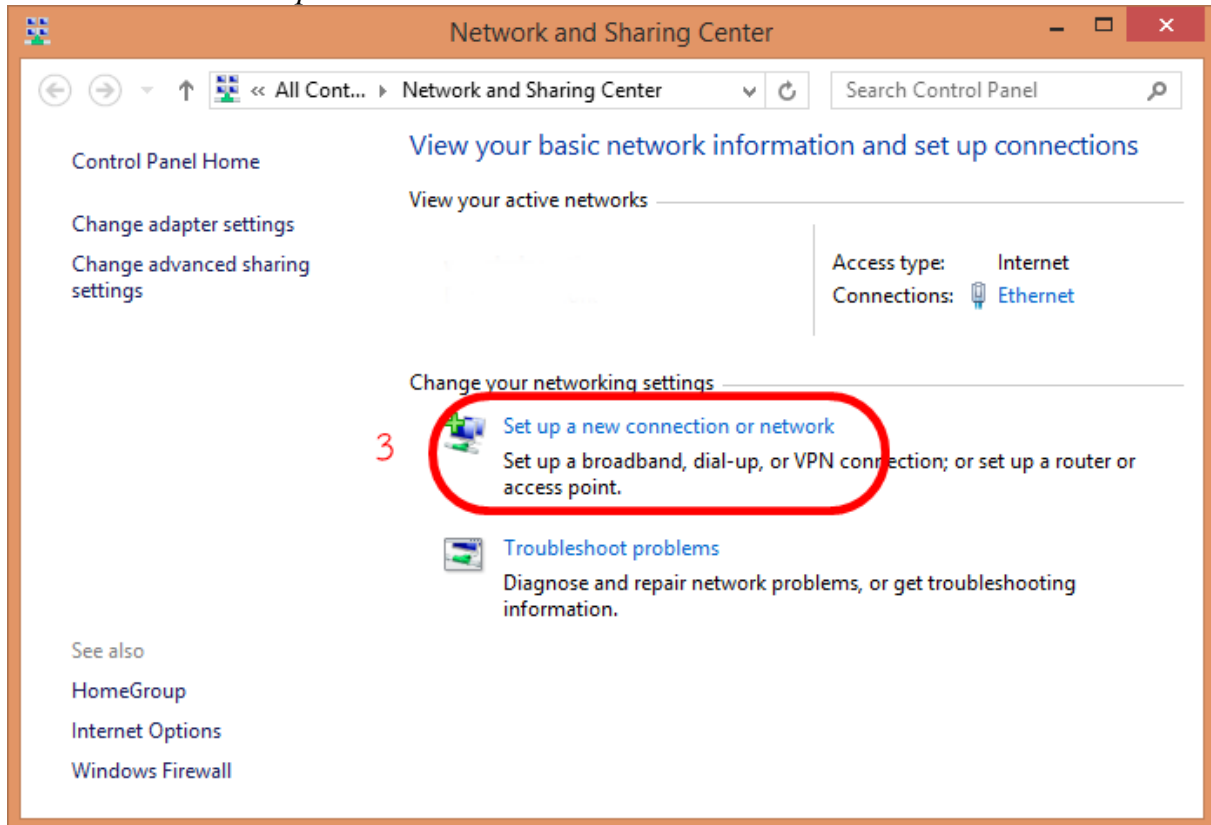 Network and Sharing Center
« All Cont... ▸ Network and Sharing Center
Search Control Panel
Control Panel Home
Change adapter settings
Change advanced sharing
settings
View your basic network information and set up connections
View your active networks
Access type: Internet
Connections: Ethernet
Change your networking settings
3
Set up a new connection or network
Set up a broadband, dial-up, or VPN connection; or set up a router or
access point.
Troubleshoot problems
Diagnose and repair network problems, or get troubleshooting
information.
See also
HomeGroup
Internet Options
Windows Firewall